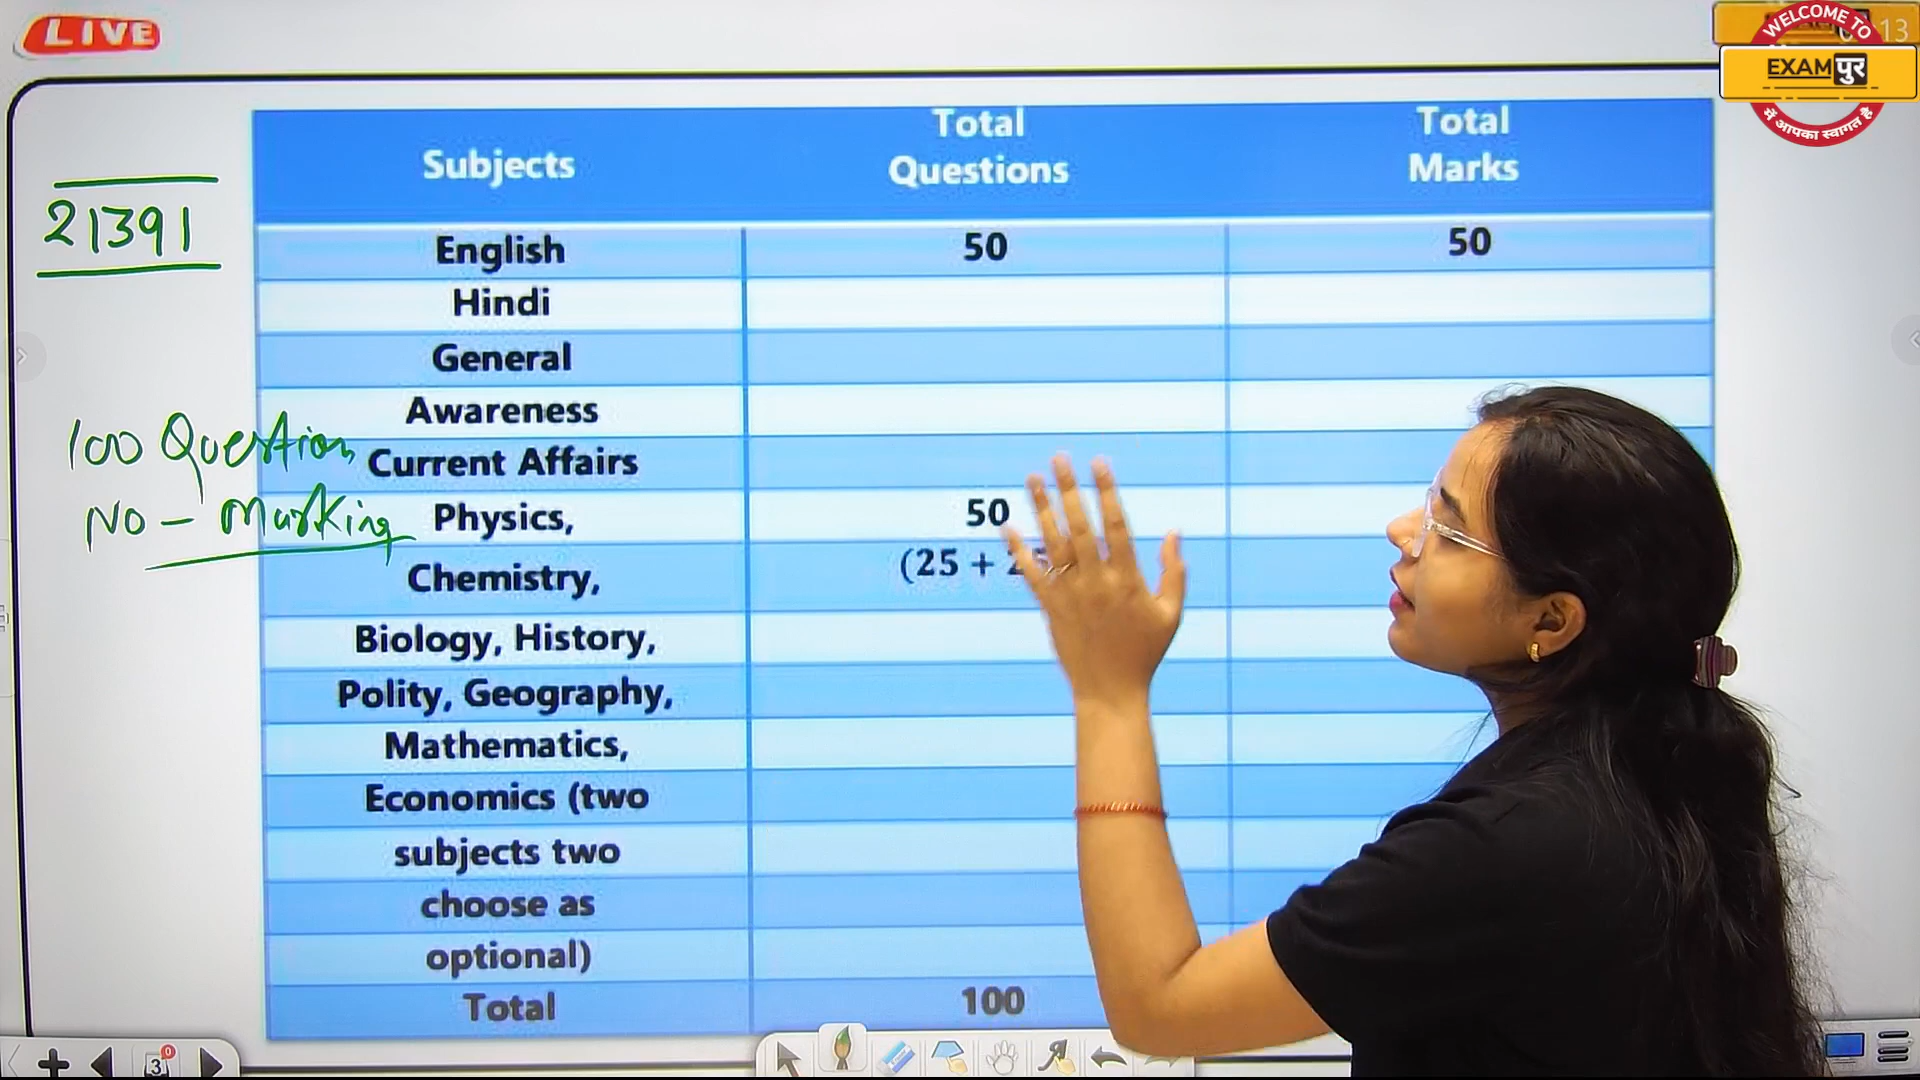 LIVE
WELCOME TO
13
EXAMपुर
में आपका स्वागत है
Subjects
Total
Questions
Total
Marks
21391
English 50 50
Hindi
General
Awareness
100 Question
Current Affairs
No - Marking
Physics, 50
Chemistry, (25 +
Biology, History,
Polity, Geography,
Mathematics,
Economics (two
subjects two
choose as
optional)
Total 100
3
0